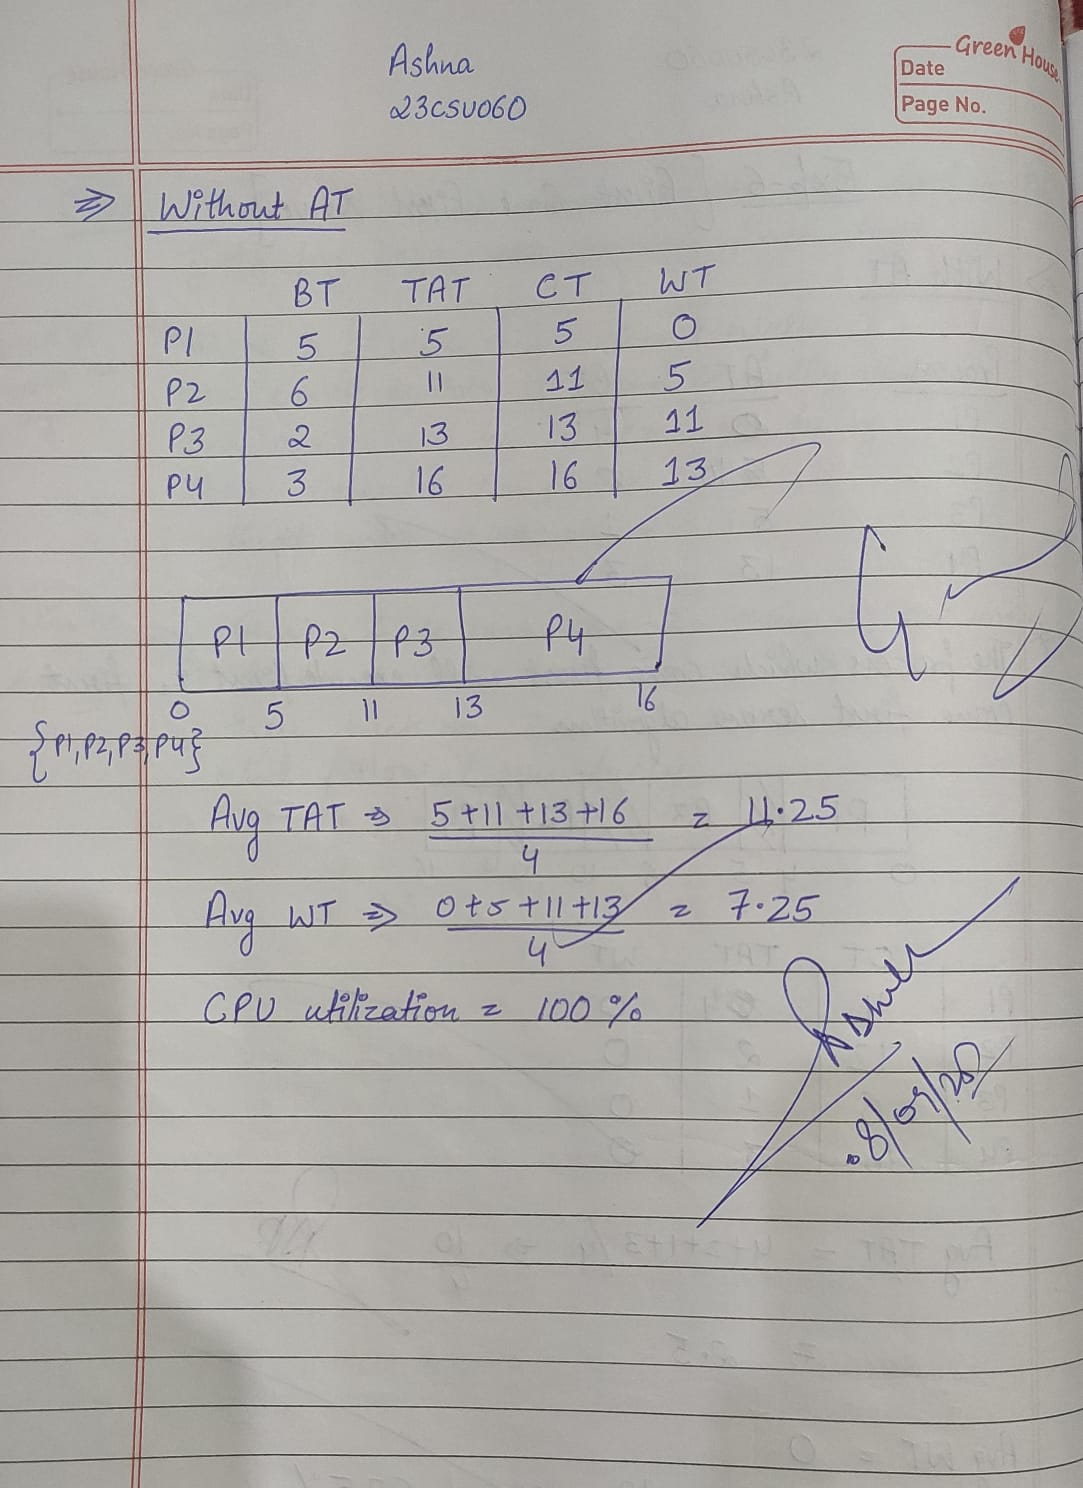 Ashna
23CSU060
Green House
Date
Page No.
⇒ Without AT
BT TAT CT WT
P1 5 5 5 0
P2 6 11 11 5
P3 2 13 13 11
P4 3 16 16 13
P1 P2 P3 P4
0 5 11 13 16
{P1,P2,P3,P4}
Avg TAT ⇒ 5+11+13+16 = 11.25
4
Avg WT ⇒ 0+5+11+13 = 7.25
4
CPU utilization = 100%